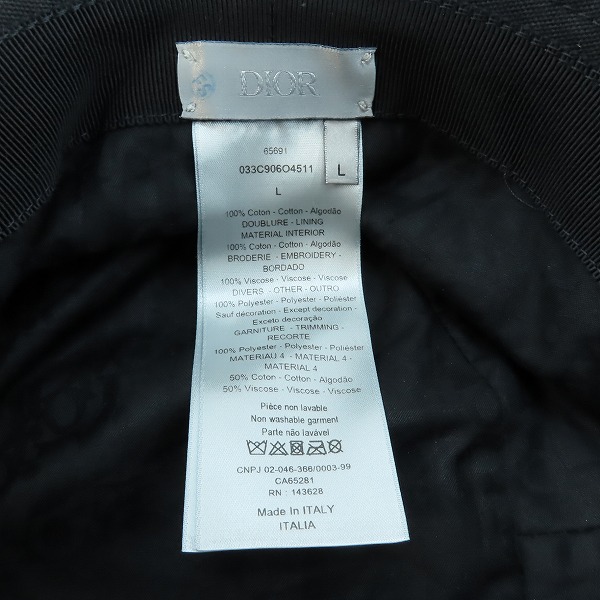 DIOR
65691
033C906O4511
L
L
100% Coton - Cotton - Algodão
DOUBLURE - LINING
MATERIAL INTERIOR
100% Coton - Cotton - Algodão
BRODERIE - EMBROIDERY -
BORDADO
100% Viscose - Viscose - Viscose
DIVERS - OTHER - OUTRO
100% Polyester - Polyester - Poliéster
Sauf décoration - Except decoration -
Exceto decoração
GARNITURE - TRIMMING -
RECORTE
100% Polyester - Polyester - Poliéster
MATERIAU 4 - MATERIAL 4 -
MATERIAL 4
50% Coton - Cotton - Algodão
50% Viscose - Viscose - Viscose
Pièce non lavable
Non washable garment
Parte não lavável
CNPJ 02-046-366/0003-99
CA65281
RN : 143628
Made In ITALY
ITALIA